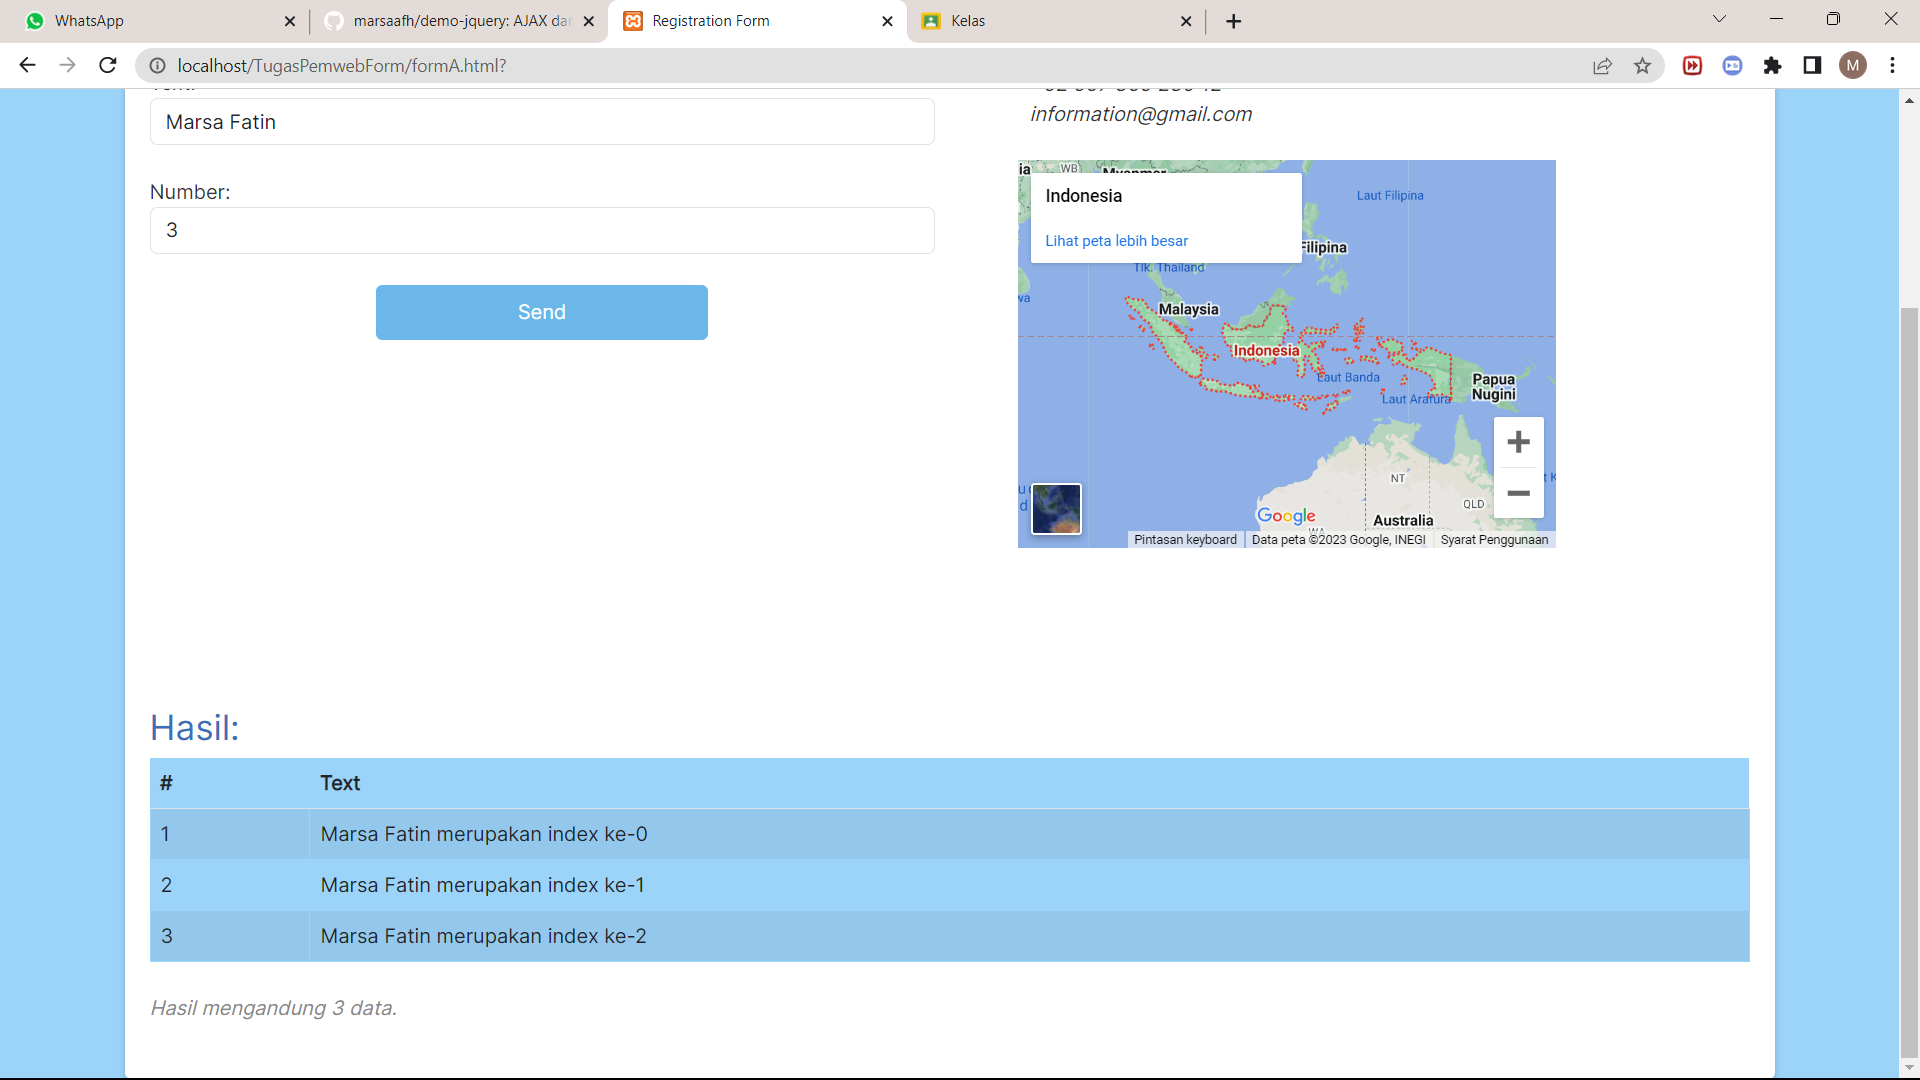 WhatsApp
marsaafh/demo-jquery: AJAX da
Registration Form
Kelas
localhost/TugasPemwebForm/formA.html?
M
Marsa Fatin
Number:
3
Send
information@gmail.com
WB
Indonesia
Lihat peta lebih besar
Laut Filipina
Filipina
Tlk. Thailand
Malaysia
Indonesia
Laut Banda
Papua
Nugini
Laut Arafura
NT
QLD
Google
Australia
Pintasan keyboard
Data peta ©2023 Google, INEGI
Syarat Penggunaan
Hasil:
# Text
1 Marsa Fatin merupakan index ke-0
2 Marsa Fatin merupakan index ke-1
3 Marsa Fatin merupakan index ke-2
Hasil mengandung 3 data.